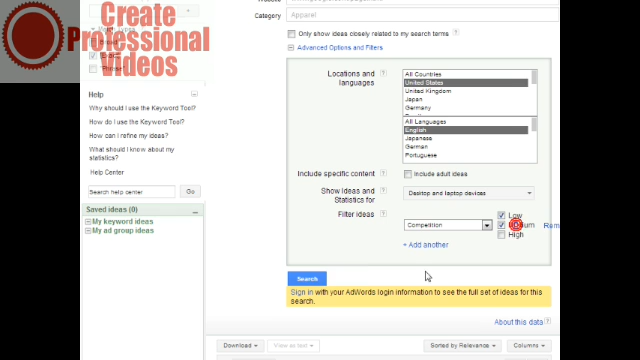 Create
Professional
Videos
Website
Category
Apparel
Only show ideas closely related to my search terms ?
Advanced Options and Filters
Locations and
languages
?
All Countries
United States
United Kingdom
Japan
Germany
All Languages
English
Japanese
German
Portuguese
Include specific content ?
Include adult ideas
Show Ideas and
Statistics for
?
Desktop and laptop devices
Filter ideas ?
Competition
Low
High
+ Add another
Search
Sign in with your AdWords login information to see the full set of ideas for this
search.
About this data ?
Download
View as text
Sorted by Relevance
Columns
Help
Why should I use the Keyword Tool?
How do I use the Keyword Tool?
How can I refine my ideas?
What should I know about my
statistics?
Help Center
Search help center
Go
Saved ideas (0)
My keyword ideas
My ad group ideas